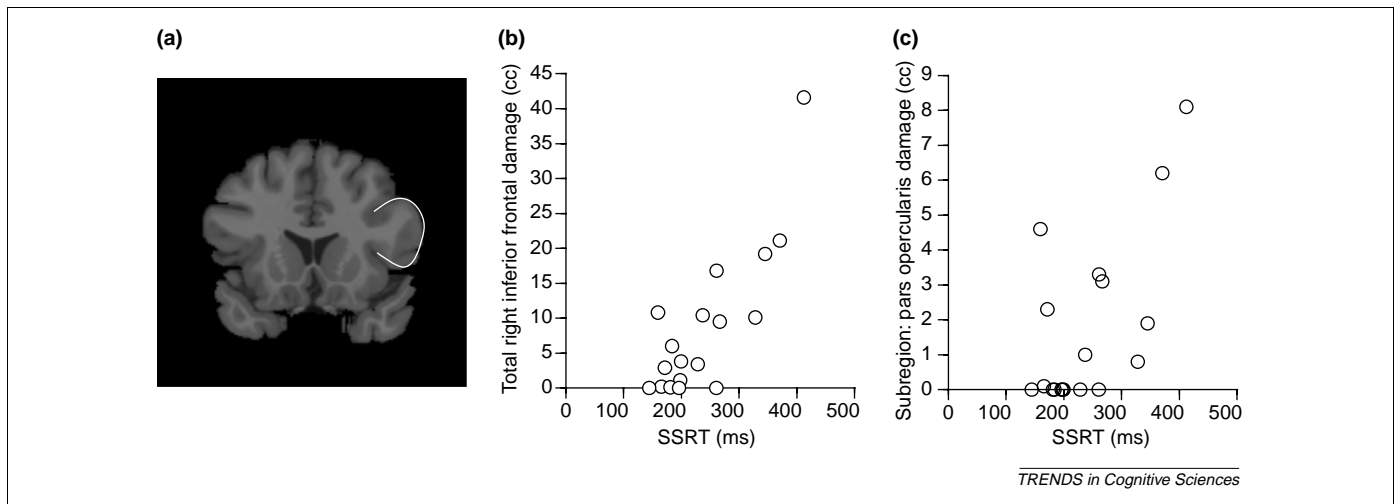 (a)
(b)
(c)
Total right inferior frontal damage (cc)
45
40
35
30
25
20
15
10
5
0
0 100 200 300 400 500
SSRT (ms)
Subregion: pars opercularis damage (cc)
9
8
7
6
5
4
3
2
1
0
0 100 200 300 400 500
SSRT (ms)
TRENDS in Cognitive Sciences